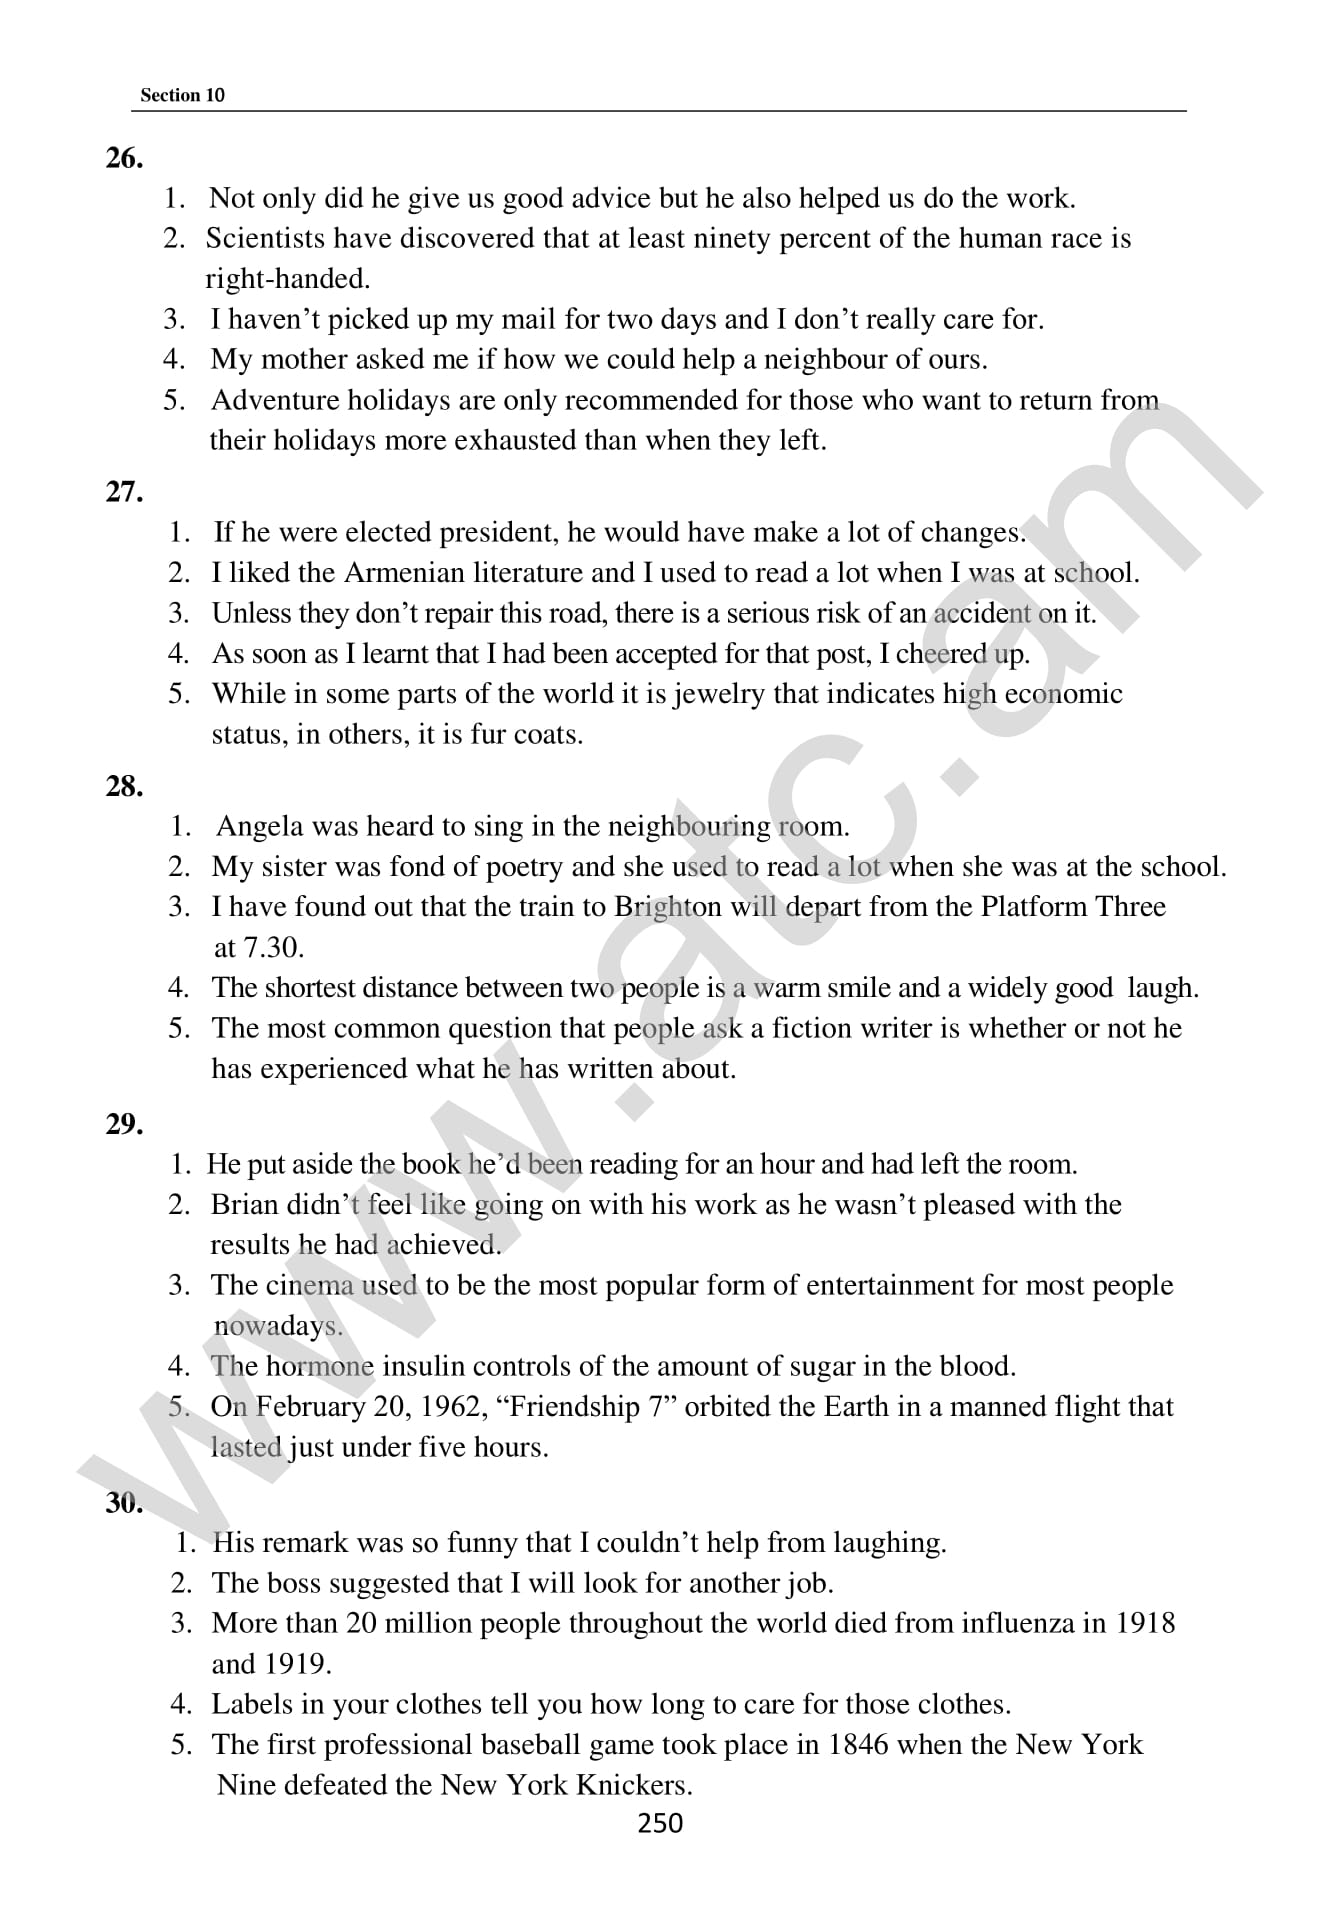 Section 10
26.
1. Not only did he give us good advice but he also helped us do the work.
2. Scientists have discovered that at least ninety percent of the human race is
right-handed.
3. I haven’t picked up my mail for two days and I don’t really care for.
4. My mother asked me if how we could help a neighbour of ours.
5. Adventure holidays are only recommended for those who want to return from
their holidays more exhausted than when they left.
27.
1. If he were elected president, he would have make a lot of changes.
2. I liked the Armenian literature and I used to read a lot when I was at school.
3. Unless they don’t repair this road, there is a serious risk of an accident on it.
4. As soon as I learnt that I had been accepted for that post, I cheered up.
5. While in some parts of the world it is jewelry that indicates high economic
status, in others, it is fur coats.
28.
1. Angela was heard to sing in the neighbouring room.
2. My sister was fond of poetry and she used to read a lot when she was at the school.
3. I have found out that the train to Brighton will depart from the Platform Three
at 7.30.
4. The shortest distance between two people is a warm smile and a widely good laugh.
5. The most common question that people ask a fiction writer is whether or not he
has experienced what he has written about.
29.
1. He put aside the book he’d been reading for an hour and had left the room.
2. Brian didn’t feel like going on with his work as he wasn’t pleased with the
results he had achieved.
3. The cinema used to be the most popular form of entertainment for most people
nowadays.
4. The hormone insulin controls of the amount of sugar in the blood.
5. On February 20, 1962, “Friendship 7” orbited the Earth in a manned flight that
lasted just under five hours.
30.
1. His remark was so funny that I couldn’t help from laughing.
2. The boss suggested that I will look for another job.
3. More than 20 million people throughout the world died from influenza in 1918
and 1919.
4. Labels in your clothes tell you how long to care for those clothes.
5. The first professional baseball game took place in 1846 when the New York
Nine defeated the New York Knickers.
250
www.atc.am